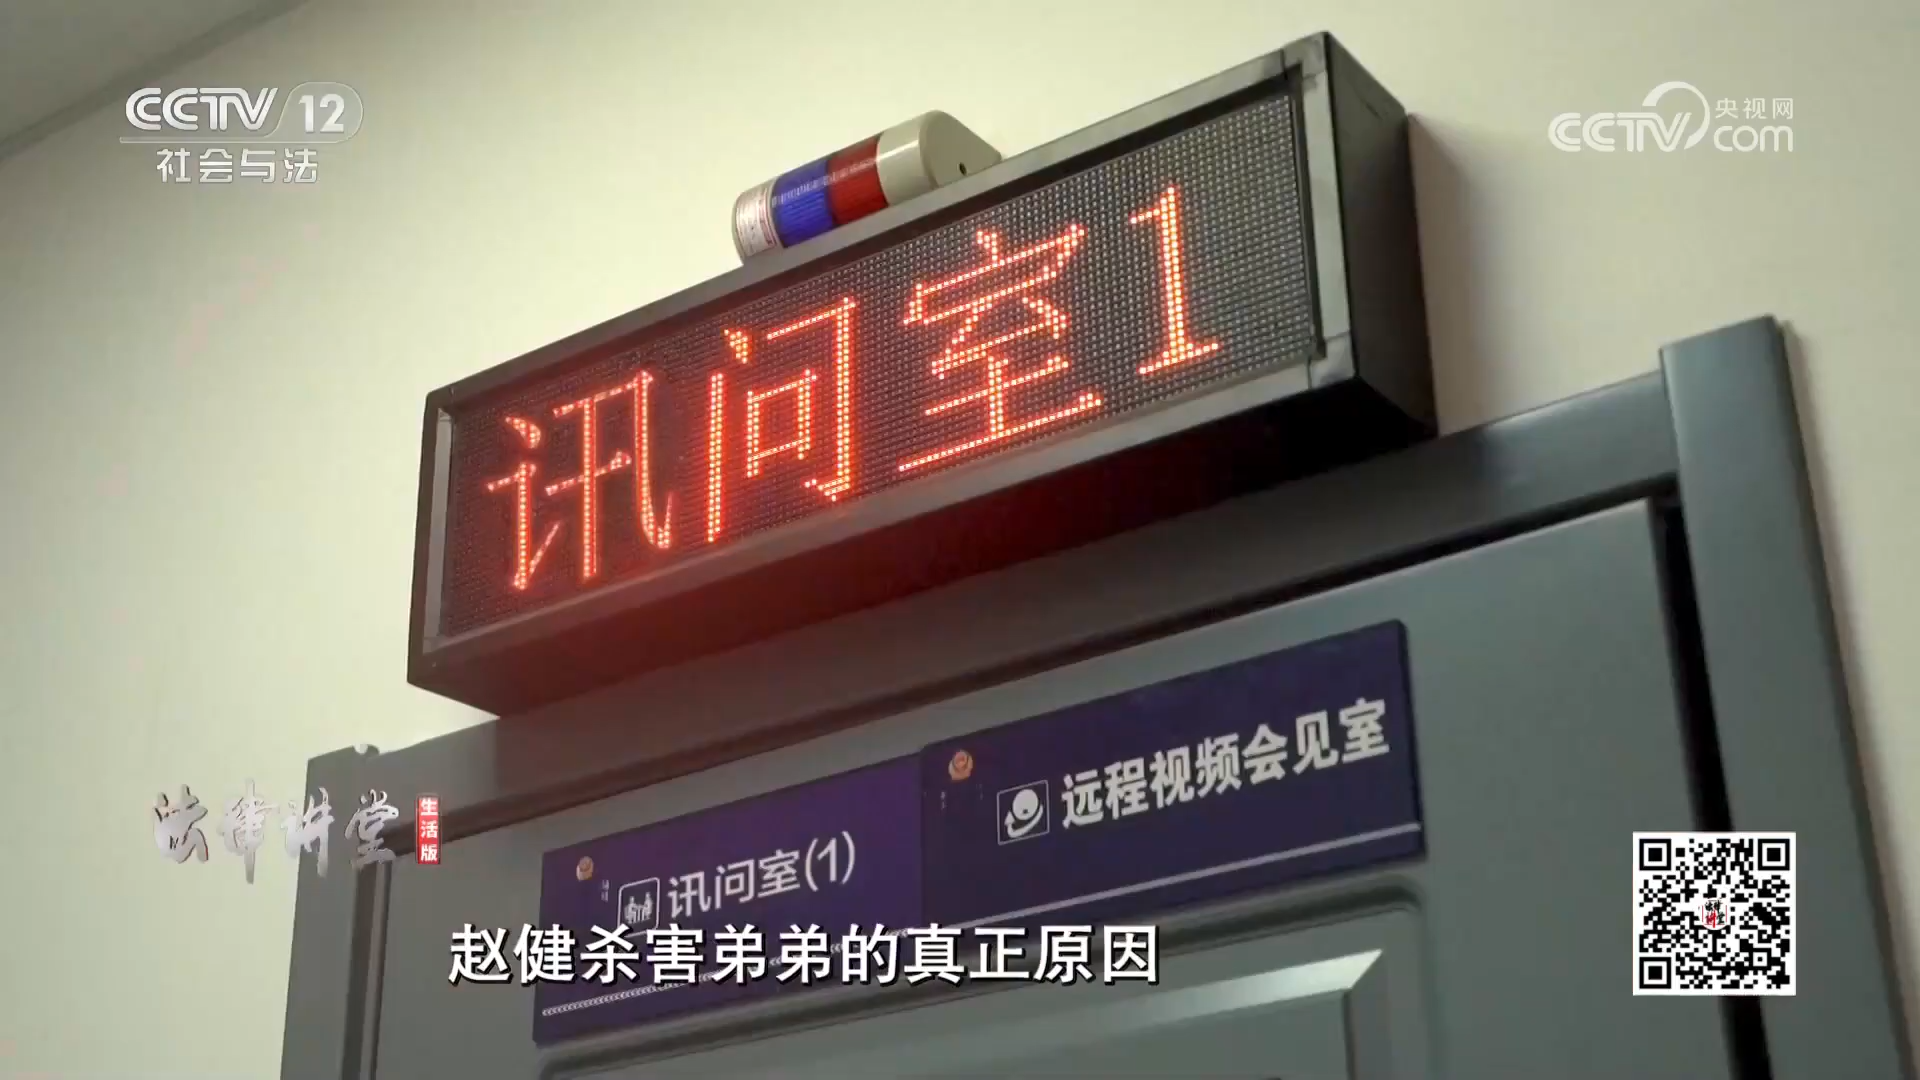 CCTV 12
社会与法
央视网
CCTV com
讯问室1
远程视频会见室
讯问室(1)
法律讲堂
生活版
赵健杀害弟弟的真正原因